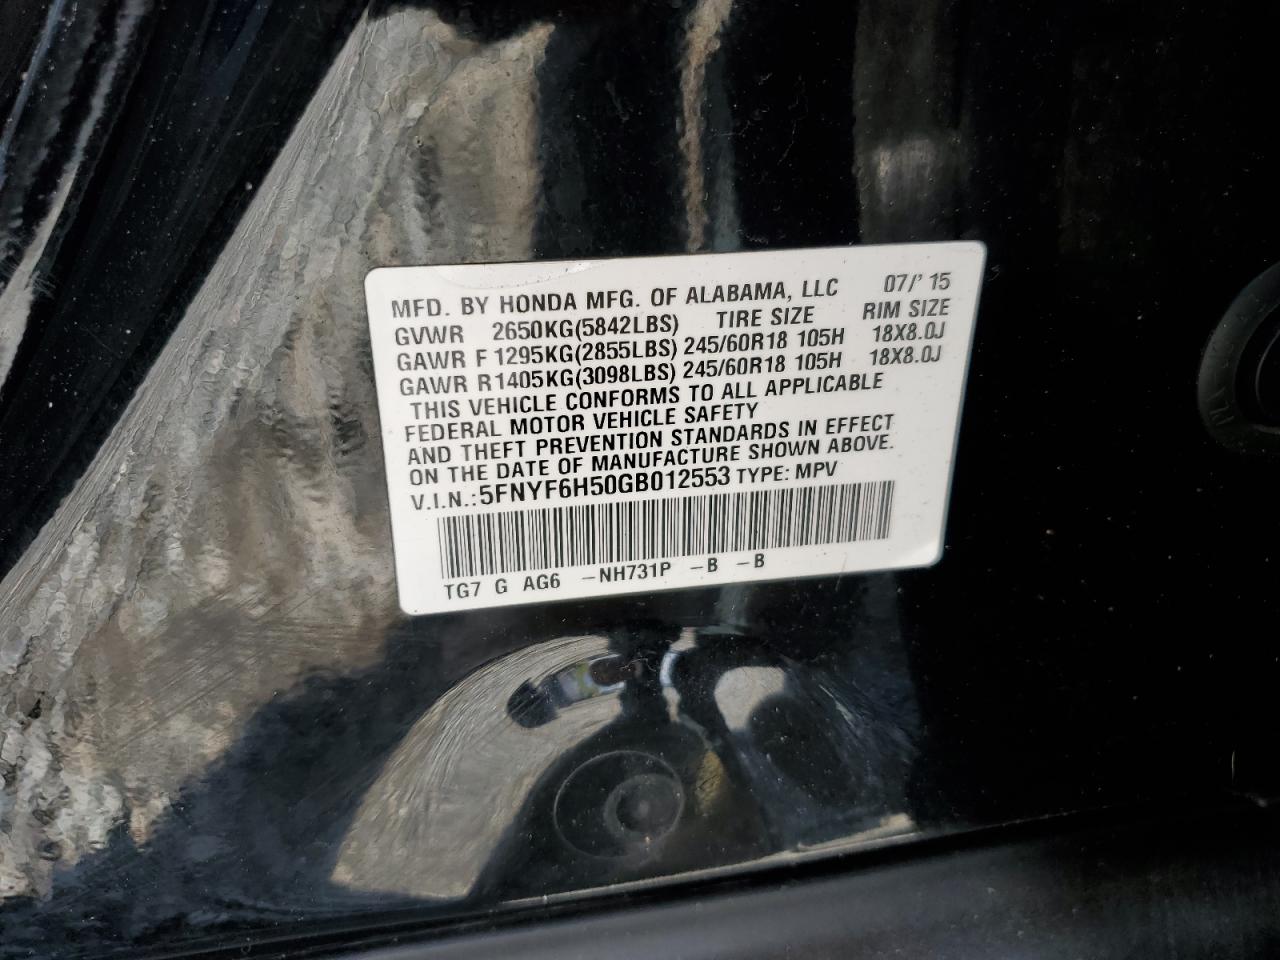 MFD. BY HONDA MFG. OF ALABAMA, LLC 07/'15
GVWR 2650KG(5842LBS) TIRE SIZE RIM SIZE
GAWR F 1295KG(2855LBS) 245/60R18 105H 18X8.0J
GAWR R1405KG(3098LBS) 245/60R18 105H 18X8.0J
THIS VEHICLE CONFORMS TO ALL APPLICABLE
FEDERAL MOTOR VEHICLE SAFETY
AND THEFT PREVENTION STANDARDS IN EFFECT
ON THE DATE OF MANUFACTURE SHOWN ABOVE.
V.I.N.: 5FNYF6H50GB012553 TYPE: MPV
TG7 G AG6 -NH731P -B -B